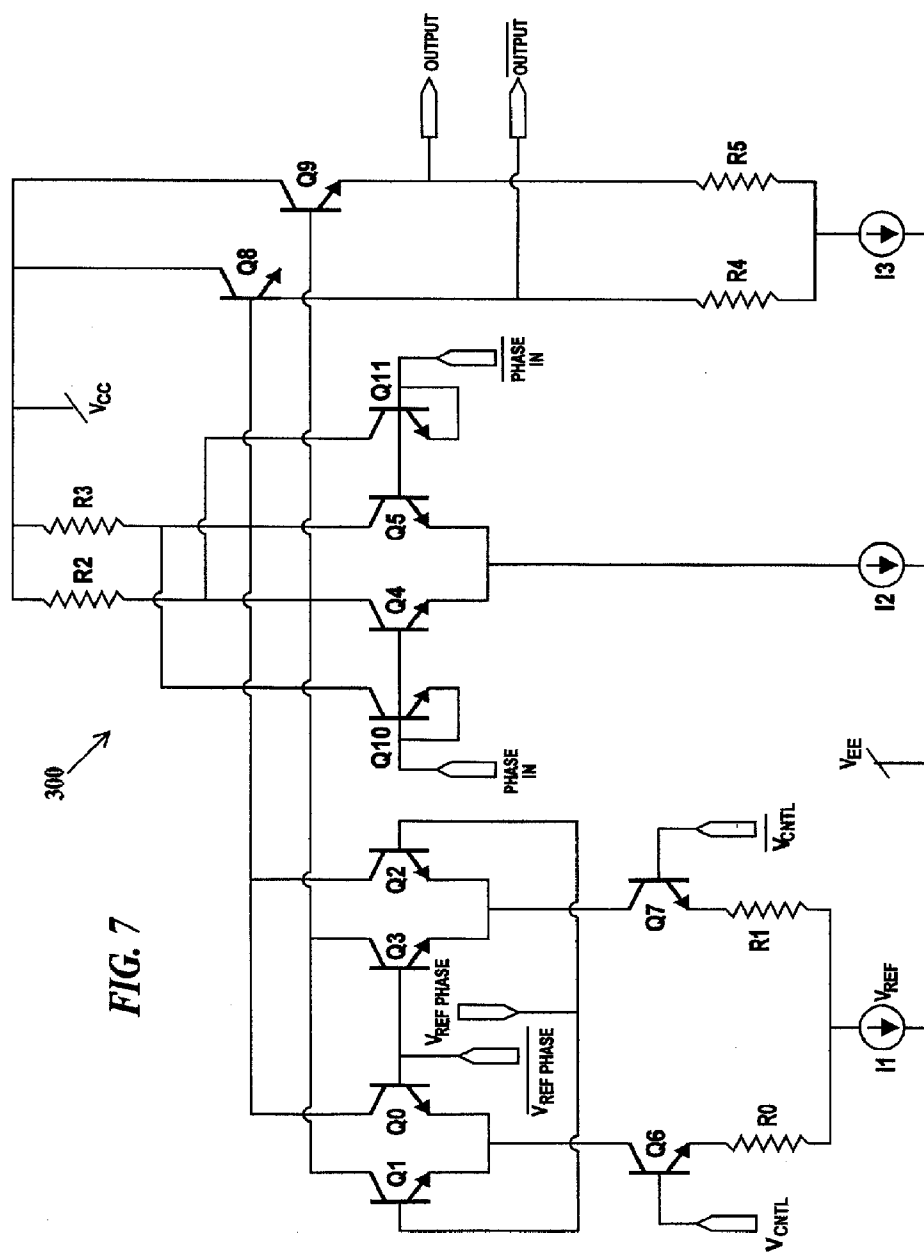 FIG. 7
300
VCC
R2
R3
Q8
Q9
OUTPUT
OUTPUT
Q1
Q0
Q3
Q2
Q10
Q4
Q5
Q11
VREF PHASE
VREF PHASE
PHASE IN
PHASE IN
Q6
Q7
VCNTL
VCNTL
R0
R1
R4
R5
I1
VREF
VEE
I2
I3